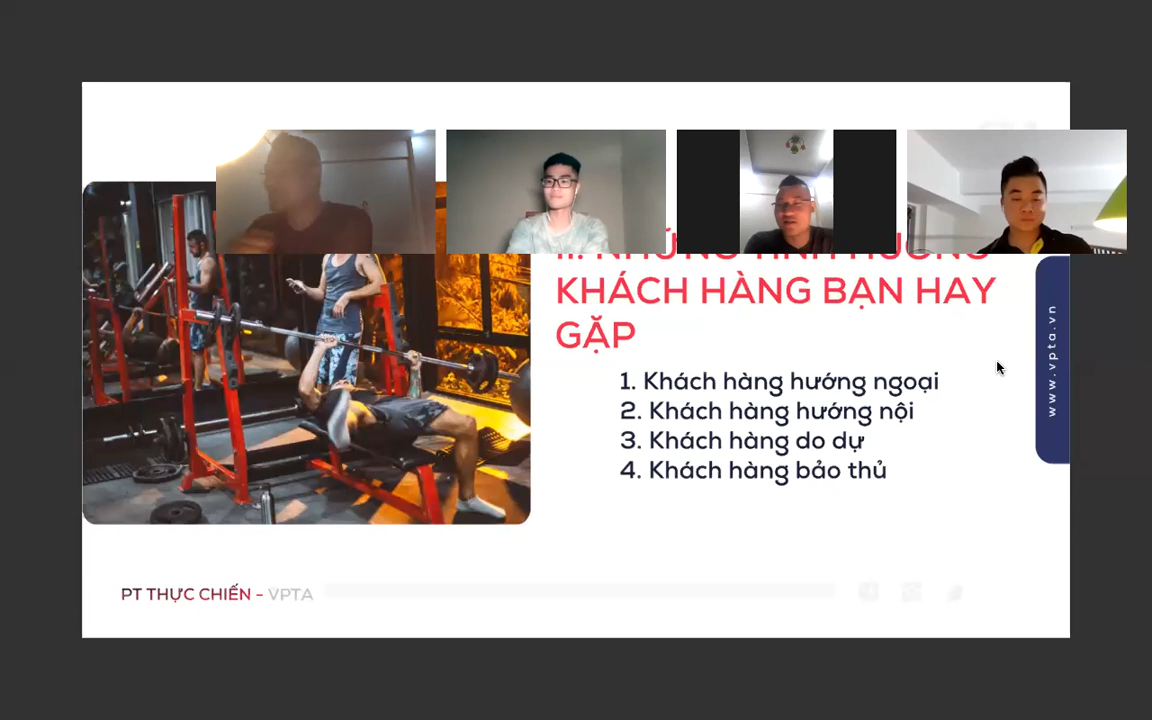 KHÁCH HÀNG BẠN HAY
GẶP
1. Khách hàng hướng ngoại
2. Khách hàng hướng nội
3. Khách hàng do dự
4. Khách hàng bảo thủ
www.vpta.vn
PT THỰC CHIẾN - VPTA